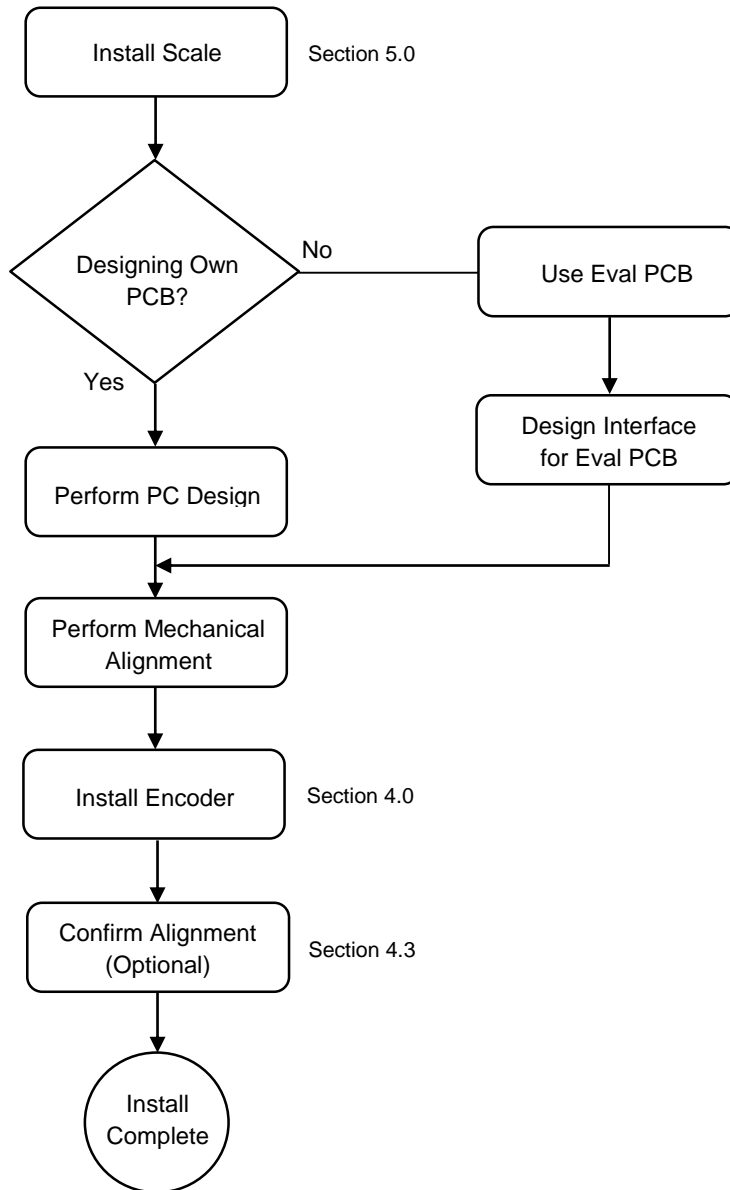 Install Scale
Section 5.0
Designing Own
PCB?
No
Yes
Use Eval PCB
Design Interface
for Eval PCB
Perform PC Design
Perform Mechanical
Alignment
Install Encoder
Section 4.0
Confirm Alignment
(Optional)
Section 4.3
Install
Complete